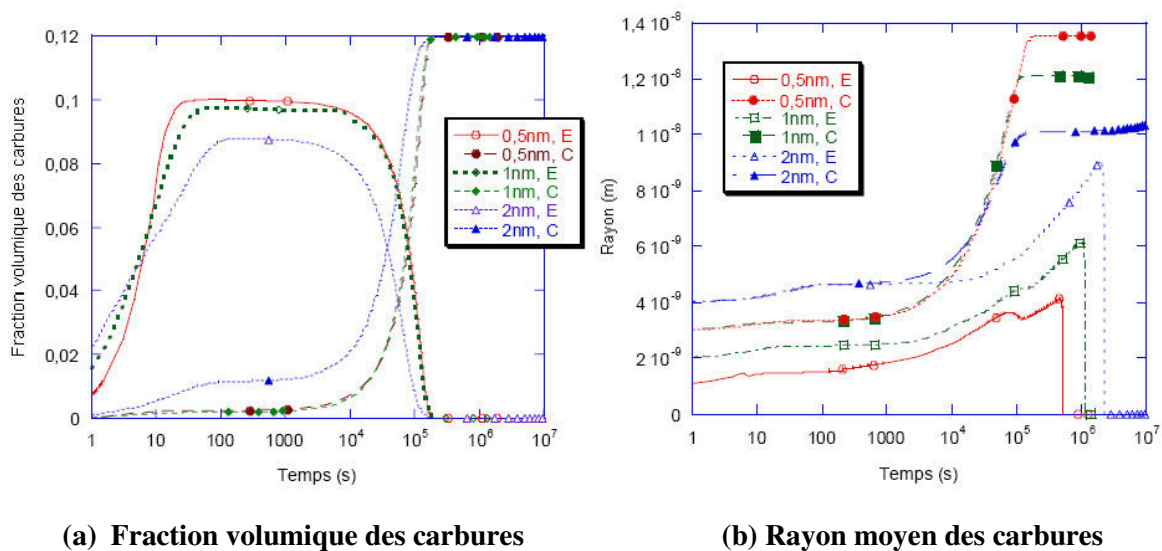 0,12
0,1
0,08
0,06
0,04
0,02
0
Fraction volumique des carbures
0,5nm, E
0,5nm, C
1nm, E
1nm, C
2nm, E
2nm, C
1 10 100 1000 10⁴ 10⁵ 10⁶ 10⁷
Temps (s)
(a) Fraction volumique des carbures
1,4 10⁻⁸
1,2 10⁻⁸
1 10⁻⁸
8 10⁻⁹
6 10⁻⁹
4 10⁻⁹
2 10⁻⁹
0
Rayon (m)
0,5nm, E
0,5nm, C
1nm, E
1nm, C
2nm, E
2nm, C
1 10 100 1000 10⁴ 10⁵ 10⁶ 10⁷
Temps (s)
(b) Rayon moyen des carbures